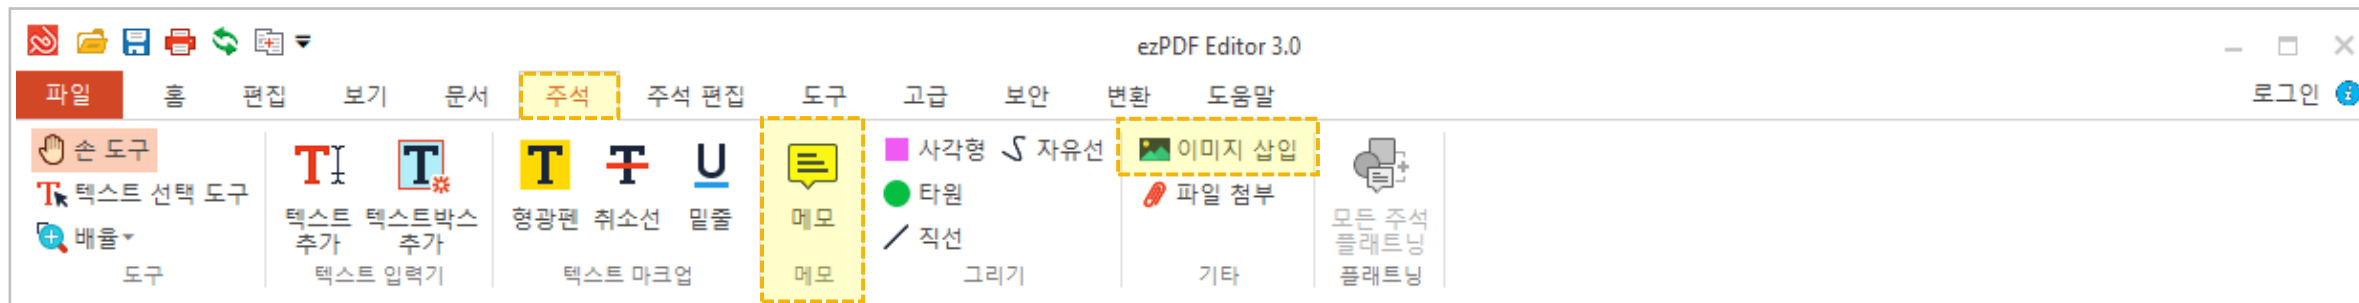 ezPDF Editor 3.0
파일 홈 편집 보기 문서 주석 주석 편집 도구 고급 보안 변환 도움말 로그인
손 도구
텍스트 선택 도구
배율
도구
텍스트
추가
텍스트박스
추가
텍스트 입력기
형광펜 취소선 밑줄
텍스트 마크업
메모
메모
사각형 자유선
타원
직선
그리기
이미지 삽입
파일 첨부
기타
모든 주석
플래트닝
플래트닝